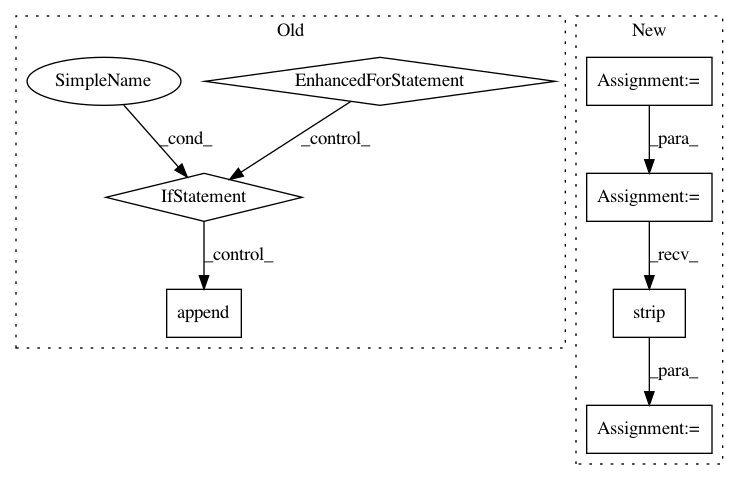 Old
New
SimpleName
EnhancedForStatement
Assignment:=
_cond_
_control_
_para_
IfStatement
Assignment:=
_control_
_recv_
append
strip
_para_
Assignment:=